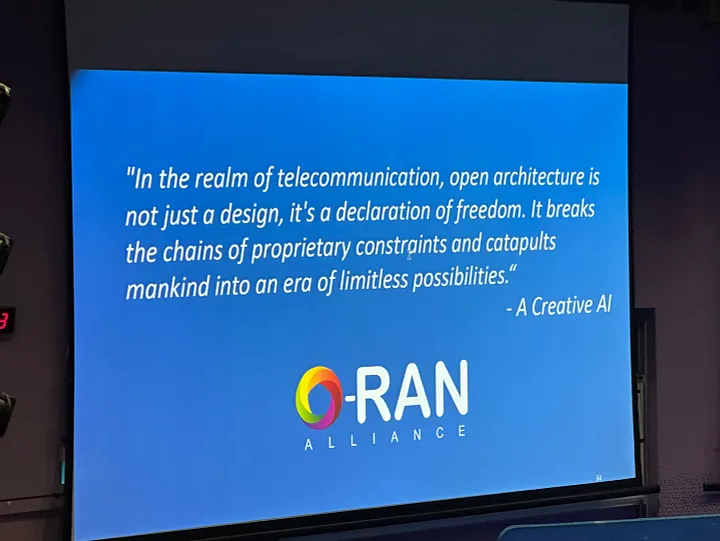 "In the realm of telecommunication, open architecture is
not just a design, it's a declaration of freedom. It breaks
the chains of proprietary constraints and catapults
mankind into an era of limitless possibilities.“
- A Creative AI
O-RAN
ALLIANCE
3